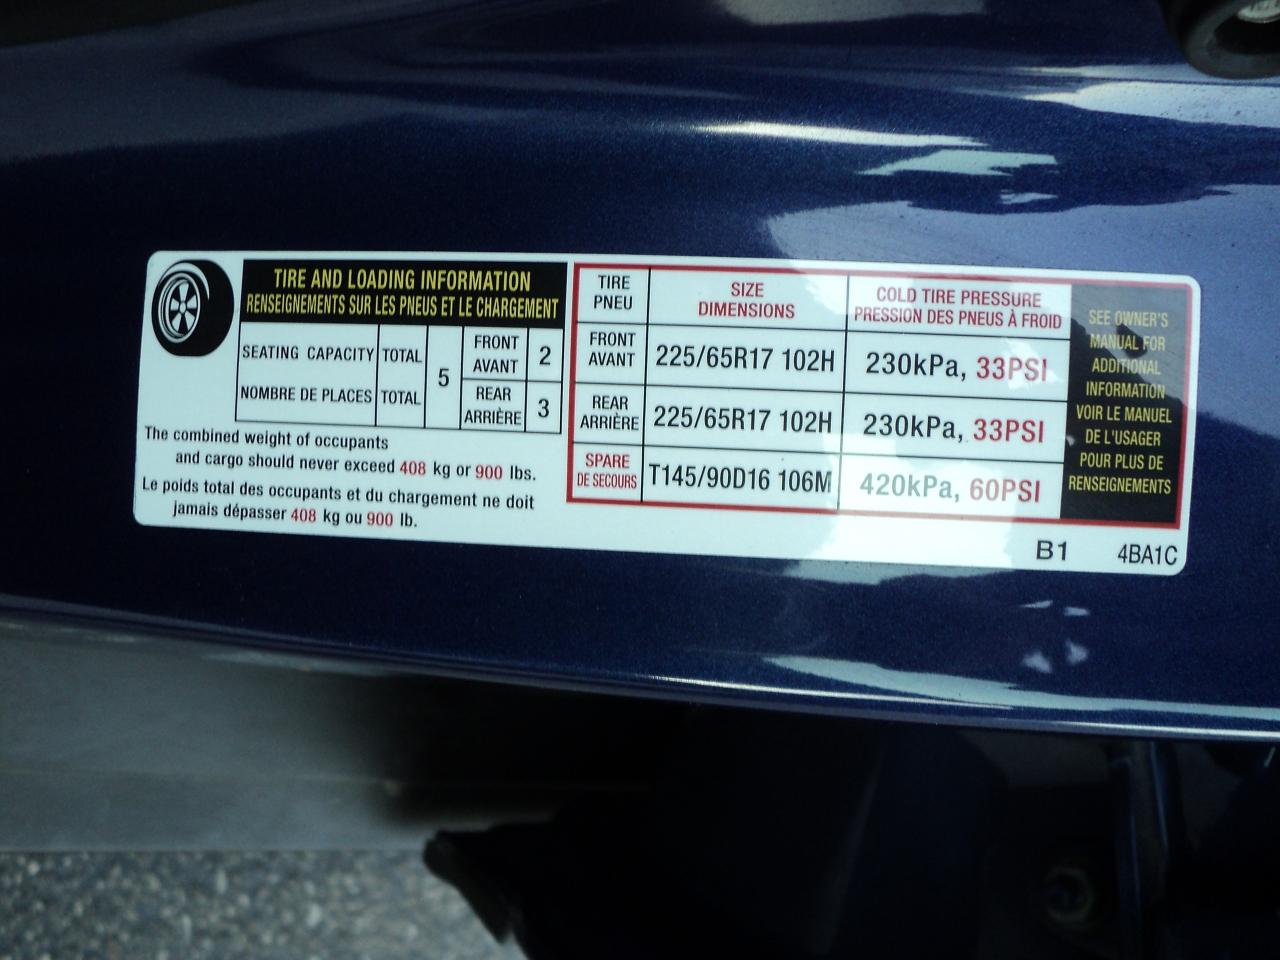 TIRE AND LOADING INFORMATION
RENSEIGNEMENTS SUR LES PNEUS ET LE CHARGEMENT
SEATING CAPACITY TOTAL
NOMBRE DE PLACES TOTAL
5
FRONT
AVANT
2
REAR
ARRIÈRE
3
The combined weight of occupants
and cargo should never exceed 408 kg or 900 lbs.
Le poids total des occupants et du chargement ne doit
jamais dépasser 408 kg ou 900 lb.
TIRE
PNEU
SIZE
DIMENSIONS
COLD TIRE PRESSURE
PRESSION DES PNEUS À FROID
FRONT
AVANT
225/65R17 102H
230kPa, 33PSI
REAR
ARRIÈRE
225/65R17 102H
230kPa, 33PSI
SPARE
DE SECOURS
T145/90D16 106M
420kPa, 60PSI
SEE OWNER'S
MANUAL FOR
ADDITIONAL
INFORMATION
VOIR LE MANUEL
DE L'USAGER
POUR PLUS DE
RENSEIGNEMENTS
B1 4BA1C